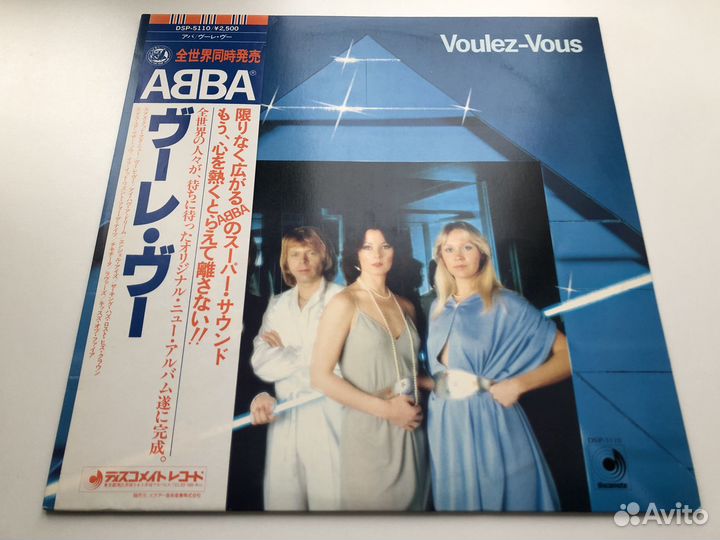 DSP-5110/¥2,500
アバ/ヴーレ・ヴー
全世界同時発売
ABBA®
ヴーレ・ヴー
限りなく広がるABBAのスーパー・サウンド
もう、心を熱くとらえて離さない!!
全世界の人々が、待ちに待ったオリジナル・ニュー・アルバム遂に完成。
ディスコメイトレコード
Voulez-Vous
DSP-5110
discomate
Avito